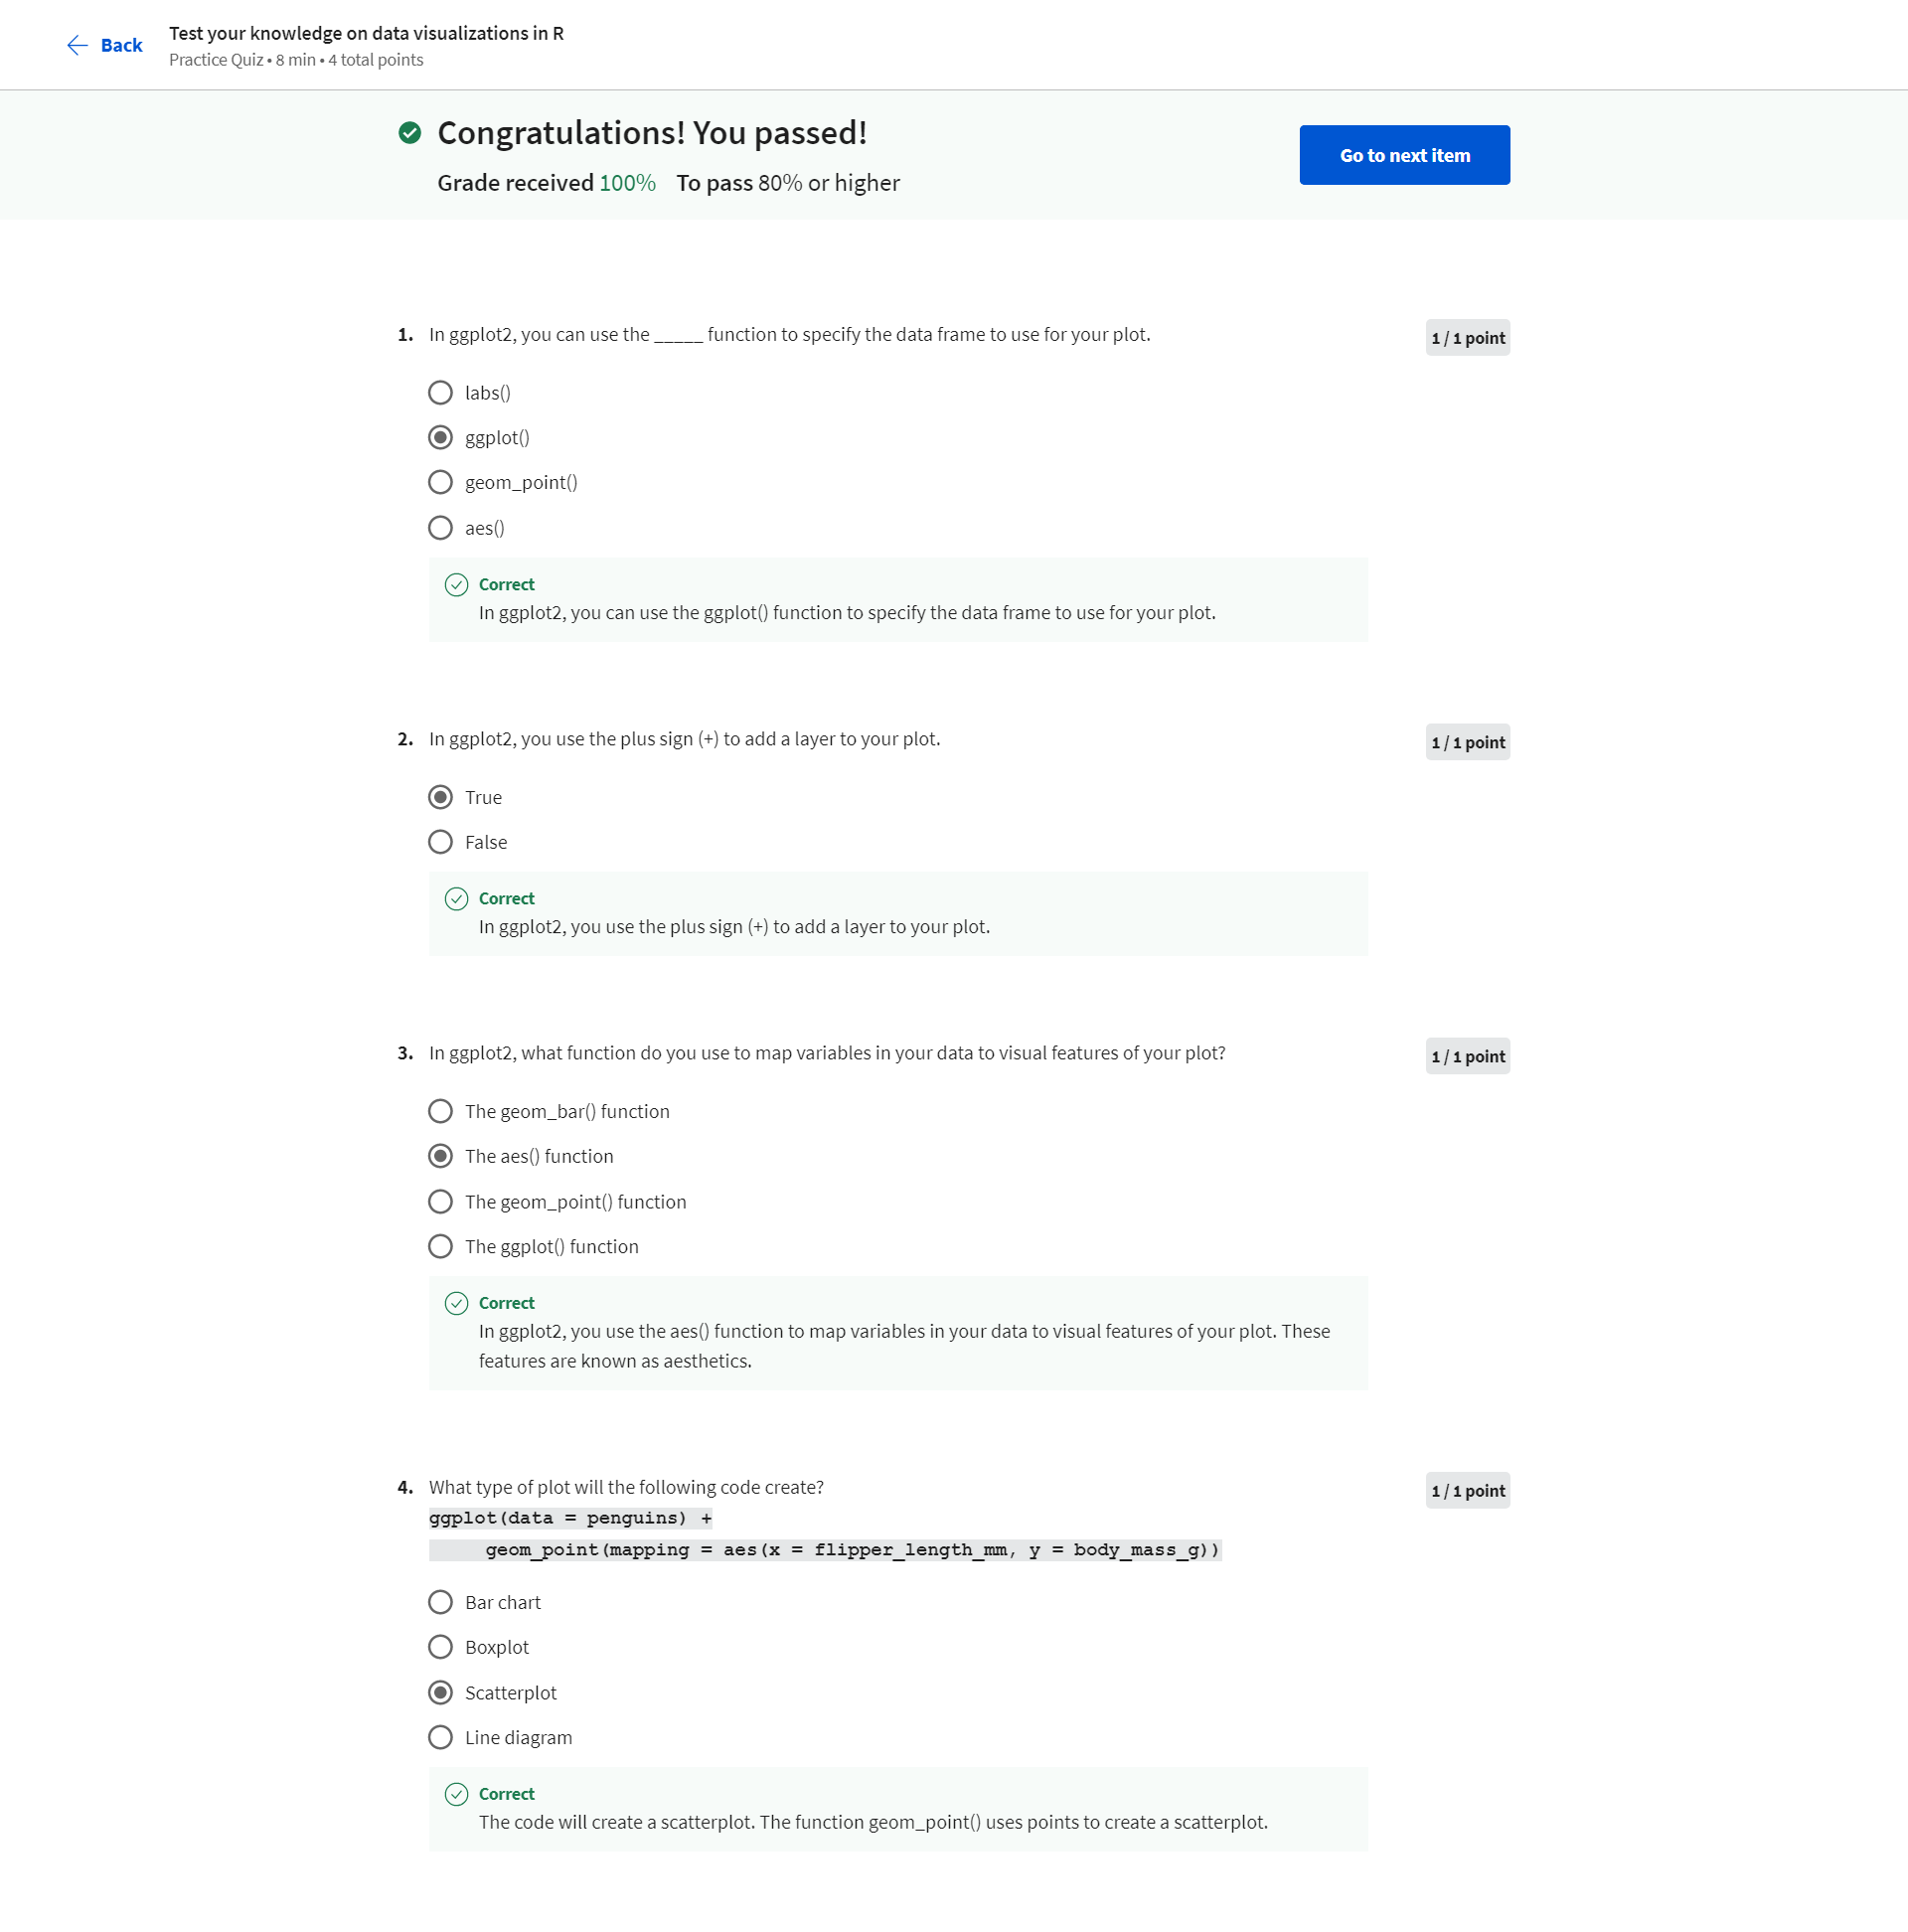 Back
Test your knowledge on data visualizations in R
Practice Quiz • 8 min • 4 total points
Congratulations! You passed!
Grade received 100% To pass 80% or higher
Go to next item
1. In ggplot2, you can use the _____ function to specify the data frame to use for your plot.
1 / 1 point
labs()
ggplot()
geom_point()
aes()
Correct
In ggplot2, you can use the ggplot() function to specify the data frame to use for your plot.
2. In ggplot2, you use the plus sign (+) to add a layer to your plot.
1 / 1 point
True
False
Correct
In ggplot2, you use the plus sign (+) to add a layer to your plot.
3. In ggplot2, what function do you use to map variables in your data to visual features of your plot?
1 / 1 point
The geom_bar() function
The aes() function
The geom_point() function
The ggplot() function
Correct
In ggplot2, you use the aes() function to map variables in your data to visual features of your plot. These
features are known as aesthetics.
4. What type of plot will the following code create?
1 / 1 point
ggplot(data = penguins) +
geom_point(mapping = aes(x = flipper_length_mm, y = body_mass_g))
Bar chart
Boxplot
Scatterplot
Line diagram
Correct
The code will create a scatterplot. The function geom_point() uses points to create a scatterplot.